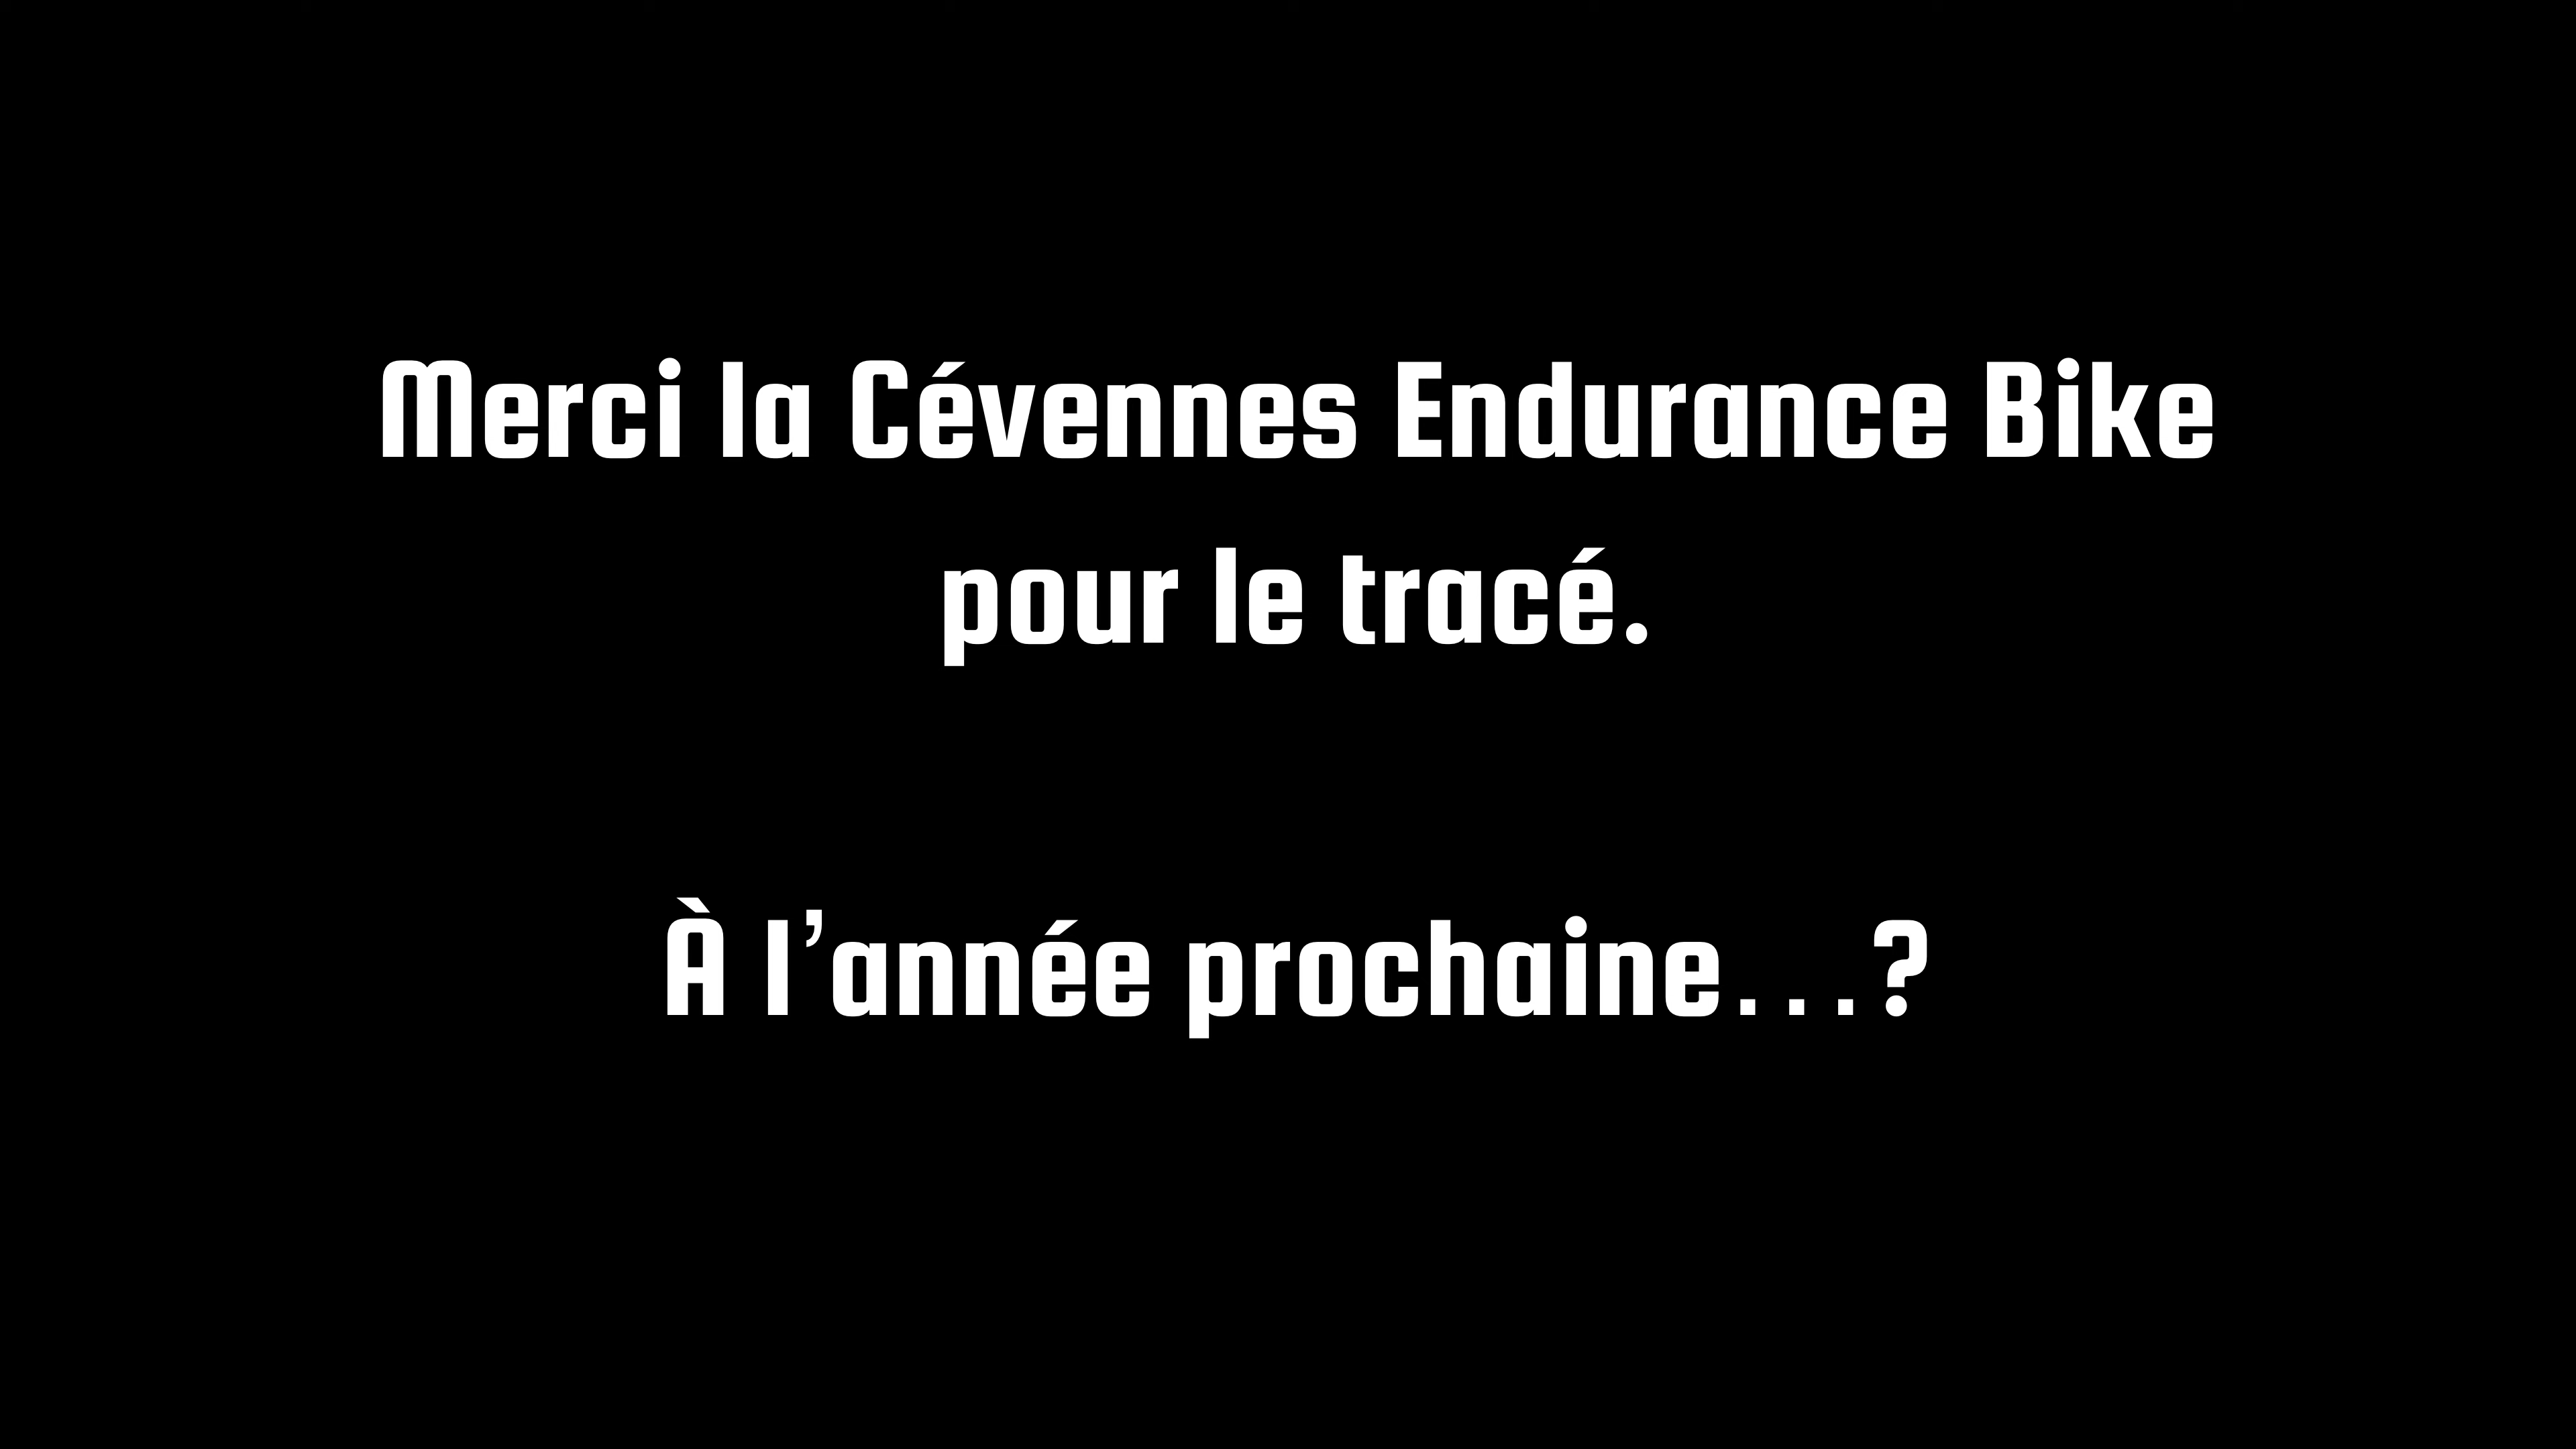 Merci la Cévennes Endurance Bike
pour le tracé.
À l’année prochaine...?